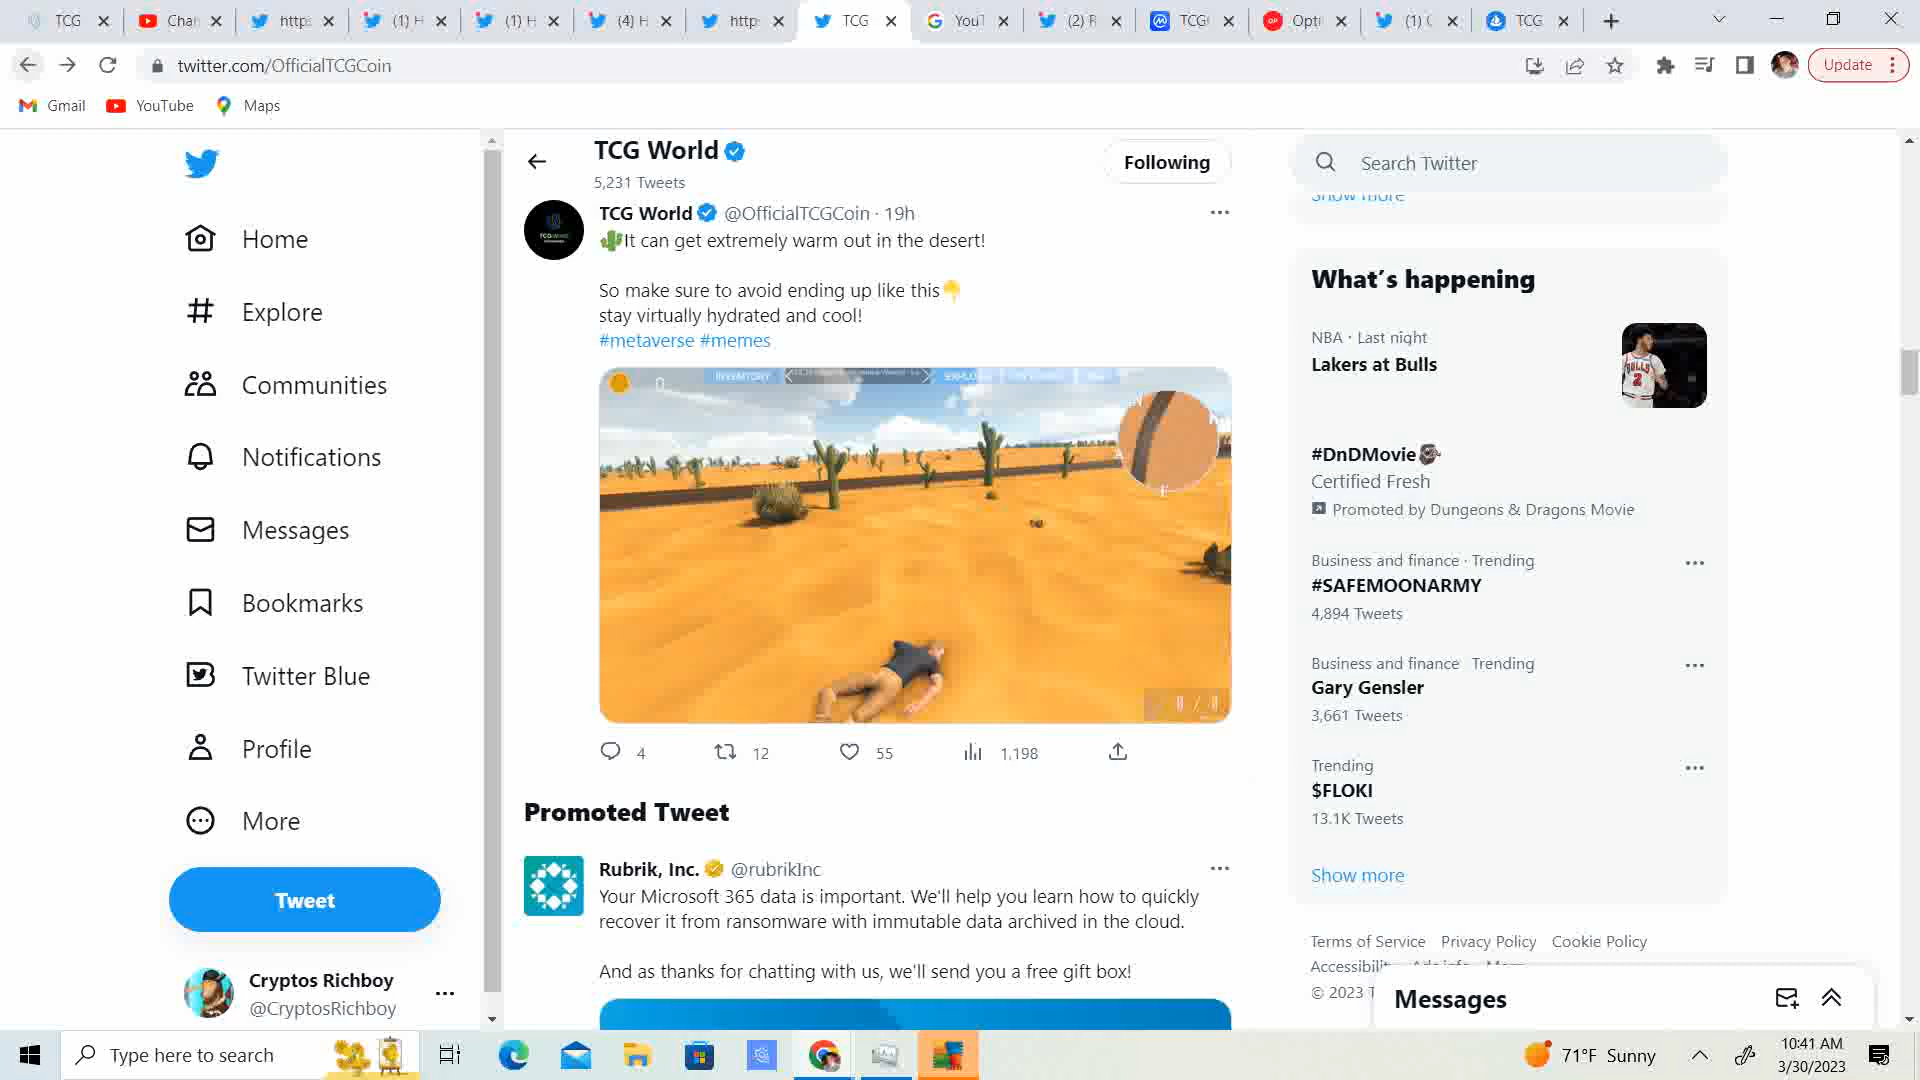 TCG
Chan
https
(1) H
(1) H
(4) H
https
TCG
YouT
(2) R
TCG
Opti
(1) C
TCG
twitter.com/OfficialTCGCoin
Update
Gmail
YouTube
Maps
TCG World
5,231 Tweets
Following
Search Twitter
Show more
Home
Explore
Communities
Notifications
Messages
Bookmarks
Twitter Blue
Profile
More
Tweet
Cryptos Richboy
@CryptosRichboy
TCG World @OfficialTCGCoin · 19h
🌵It can get extremely warm out in the desert!
So make sure to avoid ending up like this👇
stay virtually hydrated and cool!
#metaverse #memes
INVENTORY
4
12
55
1,198
Promoted Tweet
Rubrik, Inc. @rubrikInc
Your Microsoft 365 data is important. We'll help you learn how to quickly
recover it from ransomware with immutable data archived in the cloud.
And as thanks for chatting with us, we'll send you a free gift box!
What's happening
NBA · Last night
Lakers at Bulls
BULLS
2
#DnDMovie
Certified Fresh
Promoted by Dungeons & Dragons Movie
Business and finance · Trending
#SAFEMOONARMY
4,894 Tweets
Business and finance Trending
Gary Gensler
3,661 Tweets
Trending
$FLOKI
13.1K Tweets
Show more
Terms of Service Privacy Policy Cookie Policy
Accessibility Ads info More
© 2023 T
Messages
Type here to search
71°F Sunny
10:41 AM
3/30/2023